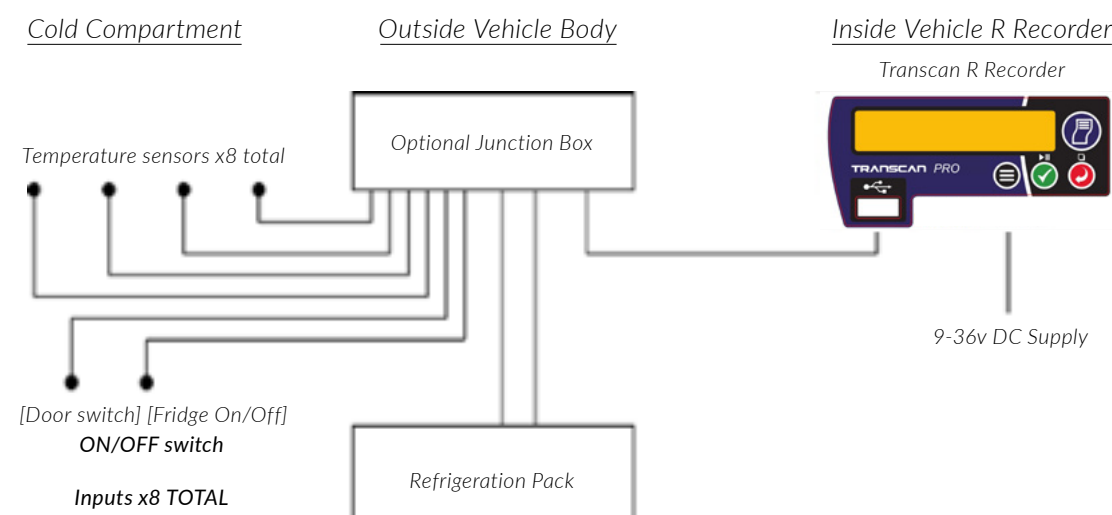 Cold Compartment
Outside Vehicle Body
Inside Vehicle R Recorder
Transcan R Recorder
Optional Junction Box
Temperature sensors x8 total
TRANSCAN PRO
9-36v DC Supply
[Door switch] [Fridge On/Off]
ON/OFF switch
Inputs x8 TOTAL
Refrigeration Pack